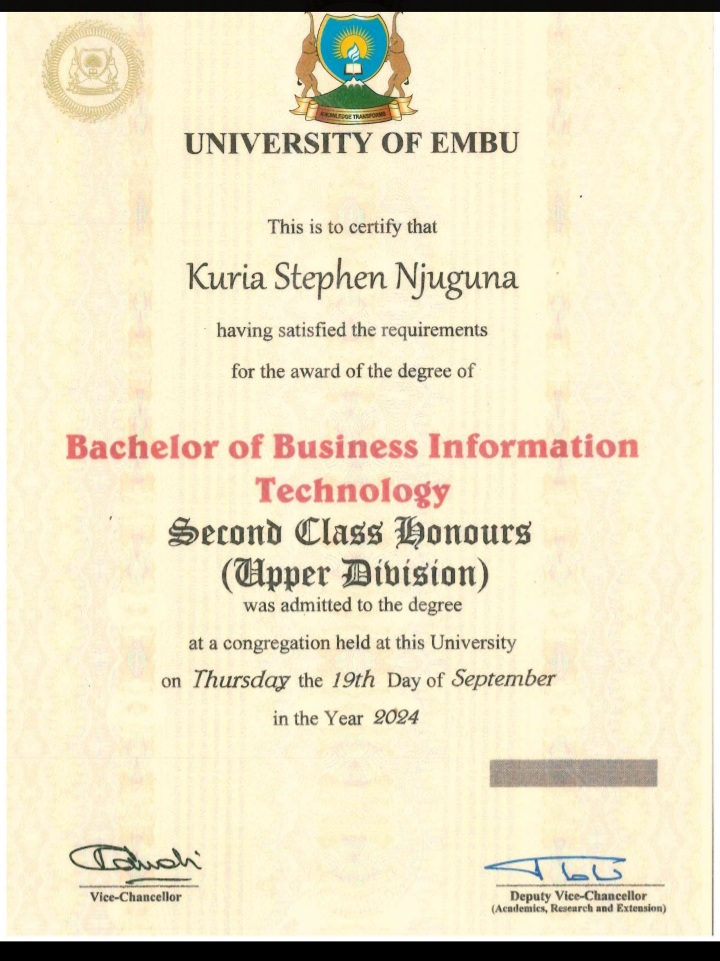 KNOWLEDGE TRANSFORMS
UNIVERSITY OF EMBU
This is to certify that
Kuria Stephen Njuguna
having satisfied the requirements
for the award of the degree of
Bachelor of Business Information
Technology
Second Class Honours
(Upper Division)
was admitted to the degree
at a congregation held at this University
on Thursday the 19th Day of September
in the Year 2024
Vice-Chancellor
Deputy Vice-Chancellor
(Academics, Research and Extension)